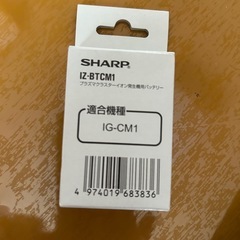 SHARP
IZ-BTCM1
プラズマクラスターイオン発生機用バッテリー
適合機種
IG-CM1
4 974019 683836